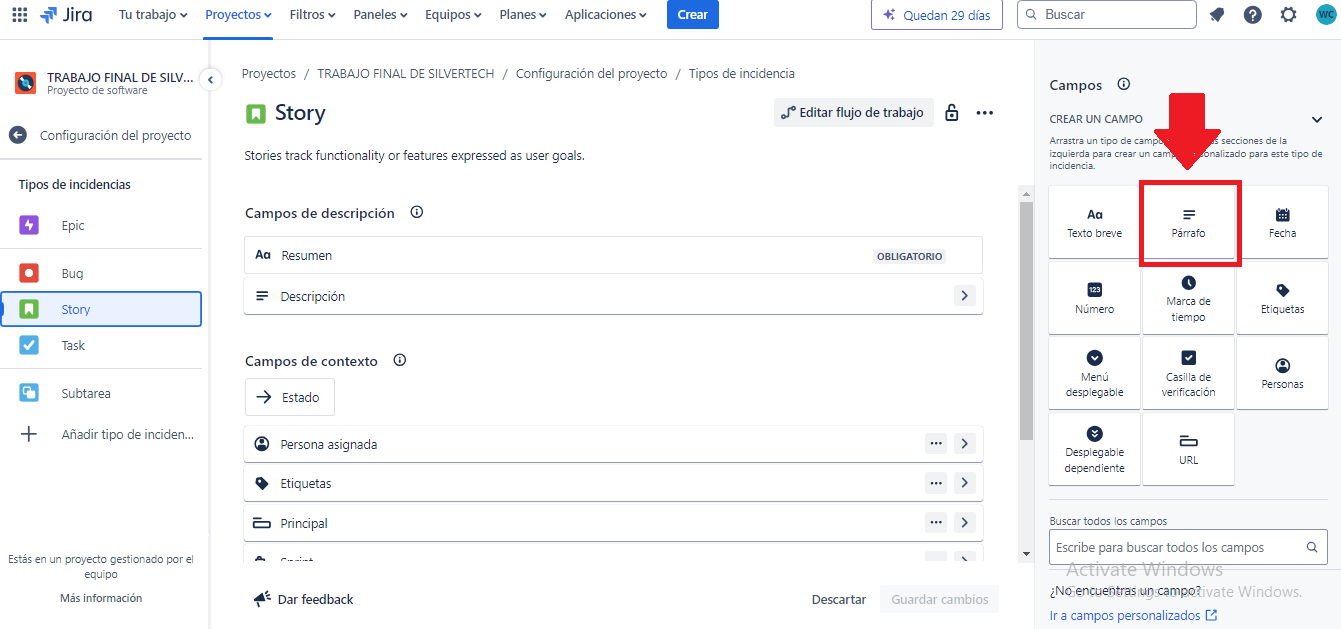 Jira
Tu trabajo
Proyectos
Filtros
Paneles
Equipos
Planes
Aplicaciones
Crear
Quedan 29 días
Buscar
WC
TRABAJO FINAL DE SILV...
Proyecto de software
Configuración del proyecto
Tipos de incidencias
Epic
Bug
Story
Task
Subtarea
Añadir tipo de inciden...
Estás en un proyecto gestionado por el
equipo
Más información
Proyectos / TRABAJO FINAL DE SILVERTECH / Configuración del proyecto / Tipos de incidencia
Story
Editar flujo de trabajo
Stories track functionality or features expressed as user goals.
Campos de descripción
Aa Resumen OBLIGATORIO
Descripción
Campos de contexto
Estado
Persona asignada
Etiquetas
Principal
Sprint
Dar feedback
Descartar
Guardar cambios
Campos
CREAR UN CAMPO
Arrastra un tipo de campo secciones de la
izquierda para crear un campo para este tipo de
incidencia.
Aa
Texto breve
Párrafo
Fecha
123
Número
Marca de
tiempo
Etiquetas
Menú
desplegable
Casilla de
verificación
Personas
Desplegable
dependiente
URL
Buscar todos los campos
Escribe para buscar todos los campos
Activate Windows
¿No encuentras un campo?
Go to Settings to activate Windows.
Ir a campos personalizados